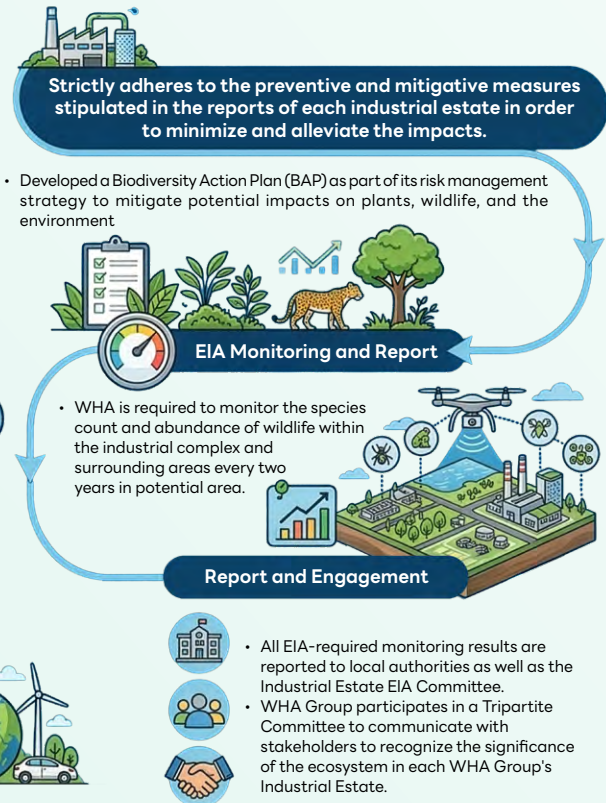 Strictly adheres to the preventive and mitigative measures
stipulated in the reports of each industrial estate in order
to minimize and alleviate the impacts.
• Developed a Biodiversity Action Plan (BAP) as part of its risk management
strategy to mitigate potential impacts on plants, wildlife, and the
environment
EIA Monitoring and Report
• WHA is required to monitor the species
count and abundance of wildlife within
the industrial complex and
surrounding areas every two
years in potential area.
Report and Engagement
• All EIA-required monitoring results are
reported to local authorities as well as the
Industrial Estate EIA Committee.
• WHA Group participates in a Tripartite
Committee to communicate with
stakeholders to recognize the significance
of the ecosystem in each WHA Group's
Industrial Estate.